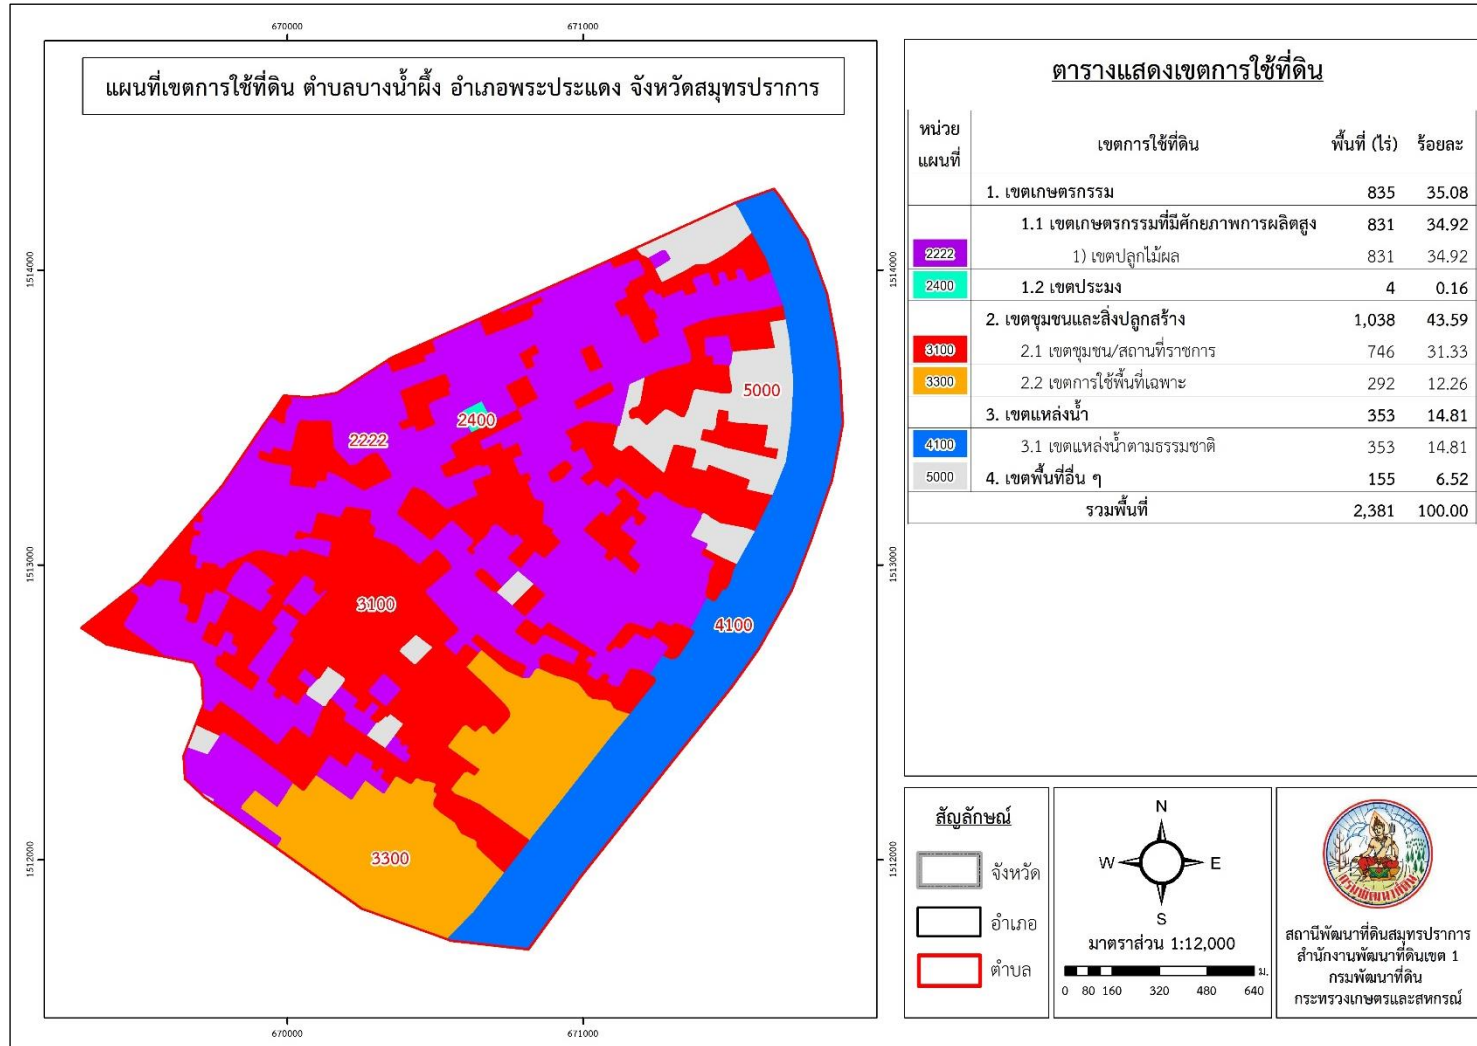 670000
671000
แผนที่เขตการใช้ที่ดิน ตำบลบางน้ำผึ้ง อำเภอพระประแดง จังหวัดสมุทรปราการ
1514000
1514000
5000
2400
2222
1513000
1513000
3100
4100
3300
1512000
1512000
670000
671000
ตารางแสดงเขตการใช้ที่ดิน
หน่วยแผนที่ เขตการใช้ที่ดิน พื้นที่ (ไร่) ร้อยละ
1. เขตเกษตรกรรม 835 35.08
1.1 เขตเกษตรกรรมที่มีศักยภาพการผลิตสูง 831 34.92
2222 1) เขตปลูกไม้ผล 831 34.92
2400 1.2 เขตประมง 4 0.16
2. เขตชุมชนและสิ่งปลูกสร้าง 1,038 43.59
3100 2.1 เขตชุมชน/สถานที่ราชการ 746 31.33
3300 2.2 เขตการใช้พื้นที่เฉพาะ 292 12.26
3. เขตแหล่งน้ำ 353 14.81
4100 3.1 เขตแหล่งน้ำตามธรรมชาติ 353 14.81
5000 4. เขตพื้นที่อื่น ๆ 155 6.52
รวมพื้นที่ 2,381 100.00
สัญลักษณ์
จังหวัด
อำเภอ
ตำบล
N
W E
S
มาตราส่วน 1:12,000
ม.
0 80 160 320 480 640
กรมพัฒนาที่ดิน
สถานีพัฒนาที่ดินสมุทรปราการ
สำนักงานพัฒนาที่ดินเขต 1
กรมพัฒนาที่ดิน
กระทรวงเกษตรและสหกรณ์